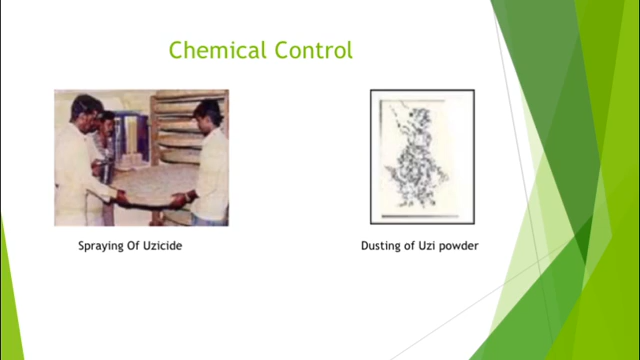 Chemical Control
Spraying Of Uzicide
Dusting of Uzi powder